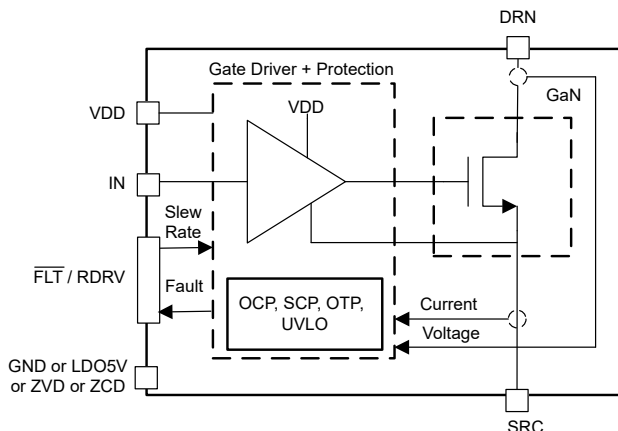 DRN
Gate Driver + Protection
GaN
VDD
VDD
IN
Slew
Rate
FLT / RDRV
Fault
OCP, SCP, OTP,
UVLO
Current
Voltage
GND or LDO5V
or ZVD or ZCD
SRC